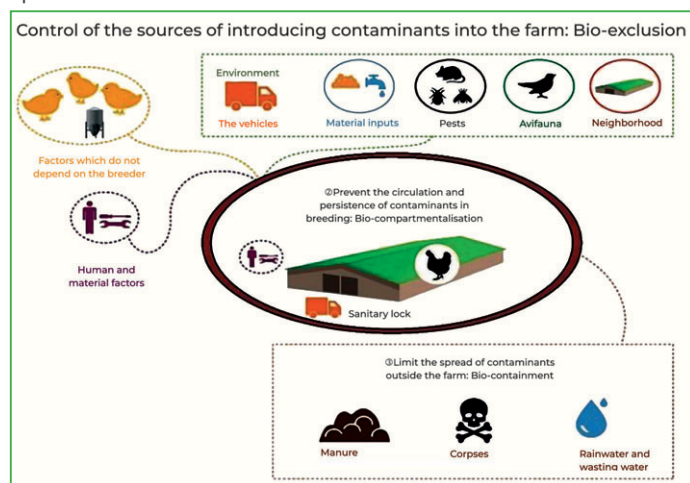 Control of the sources of introducing contaminants into the farm: Bio-exclusion
Environment
The vehicles
Material inputs
Pests
Avifauna
Neighborhood
Factors which do not
depend on the breeder
②Prevent the circulation and
persistence of contaminants in
breeding: Bio-compartmentalisation
Human and
material factors
Sanitary lock
③Limit the spread of contaminants
outside the farm: Bio-containment
Manure
Corpses
Rainwater and
wasting water